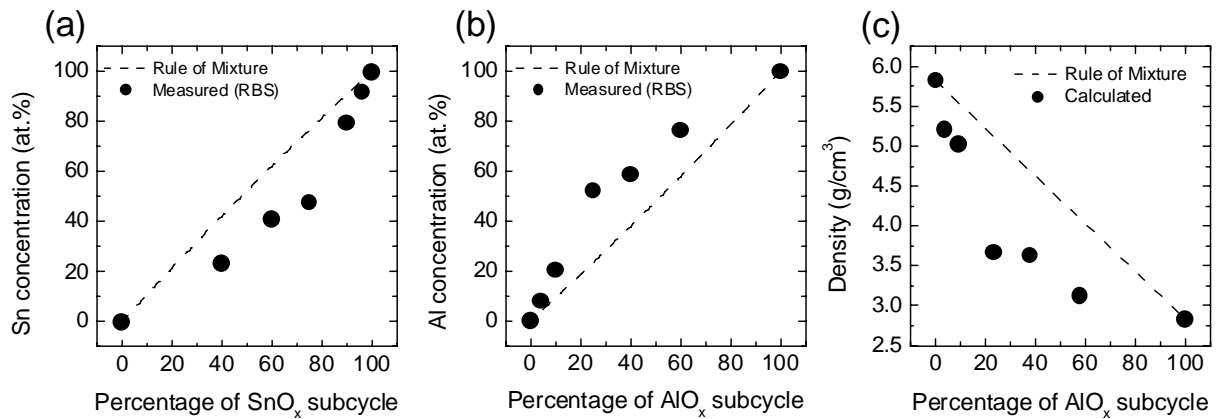 (a)
Rule of Mixture
Measured (RBS)
Sn concentration (at.%)
100
80
60
40
20
0
0 20 40 60 80 100
Percentage of SnOₓ subcycle
(b)
Rule of Mixture
Measured (RBS)
Al concentration (at.%)
100
80
60
40
20
0
0 20 40 60 80 100
Percentage of AlOₓ subcycle
(c)
Rule of Mixture
Calculated
Density (g/cm³)
6.0
5.5
5.0
4.5
4.0
3.5
3.0
2.5
0 20 40 60 80 100
Percentage of AlOₓ subcycle